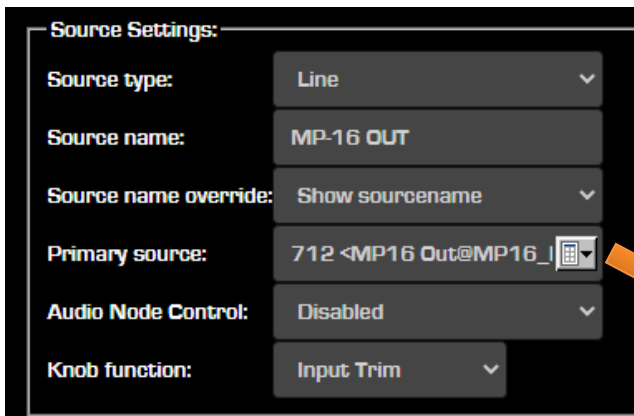 Source Settings:
Source type: Line
Source name: MP-16 OUT
Source name override: Show sourcename
Primary source: 712 <MP16 Out@MP16_
Audio Node Control: Disabled
Knob function: Input Trim